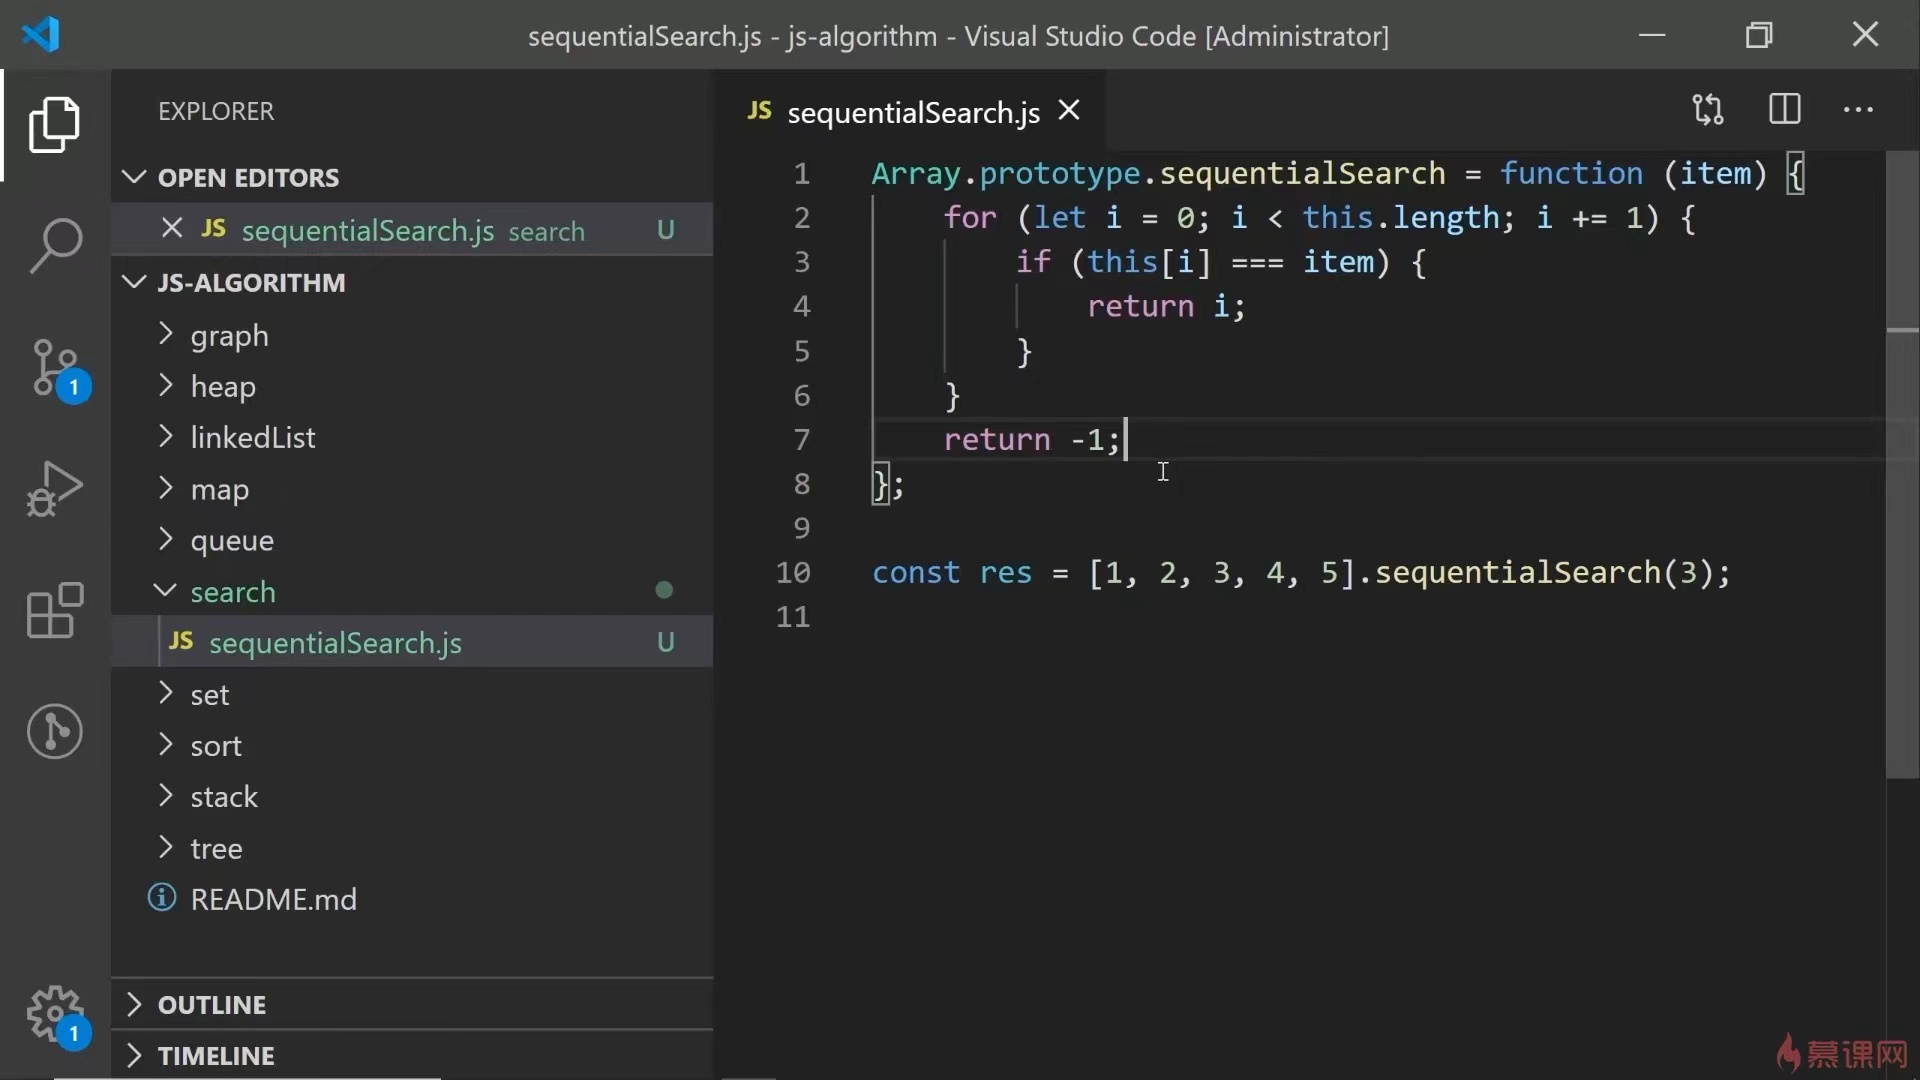 sequentialSearch.js - js-algorithm - Visual Studio Code [Administrator]
EXPLORER
OPEN EDITORS
JS sequentialSearch.js search U
JS-ALGORITHM
graph
heap
linkedList
map
queue
search
JS sequentialSearch.js U
set
sort
stack
tree
README.md
OUTLINE
TIMELINE
1
1
JS sequentialSearch.js
1 Array.prototype.sequentialSearch = function (item) {
2 for (let i = 0; i < this.length; i += 1) {
3 if (this[i] === item) {
4 return i;
5 }
6 }
7 return -1;
8 };
9
10 const res = [1, 2, 3, 4, 5].sequentialSearch(3);
11
慕课网